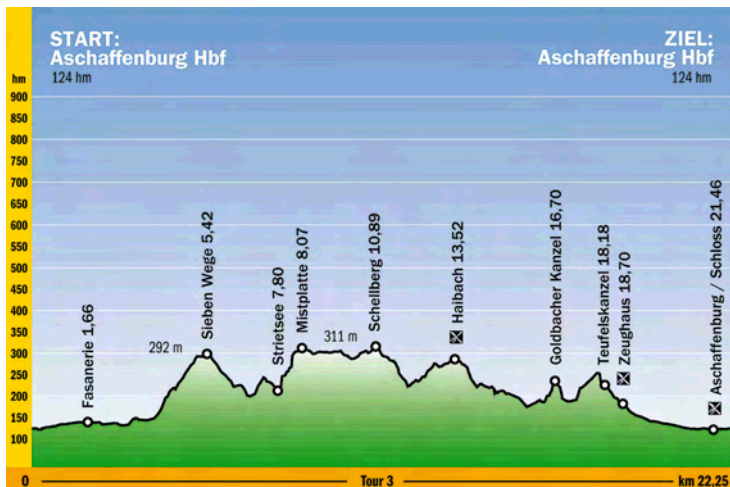 START:
Aschaffenburg Hbf
124 hm
ZIEL:
Aschaffenburg Hbf
124 hm
hm
900
850
800
750
700
650
600
550
500
450
400
350
300
250
200
150
100
Fasanerie 1,66
292 m
Sieben Wege 5,42
Strietsee 7,80
Mistplatte 8,07
311 m
Schellberg 10,89
Haibach 13,52
Goldbacher Kanzel 16,70
Teufelskanzel 18,18
Zeughaus 18,70
Aschaffenburg / Schloss 21,46
0
Tour 3
km 22,25